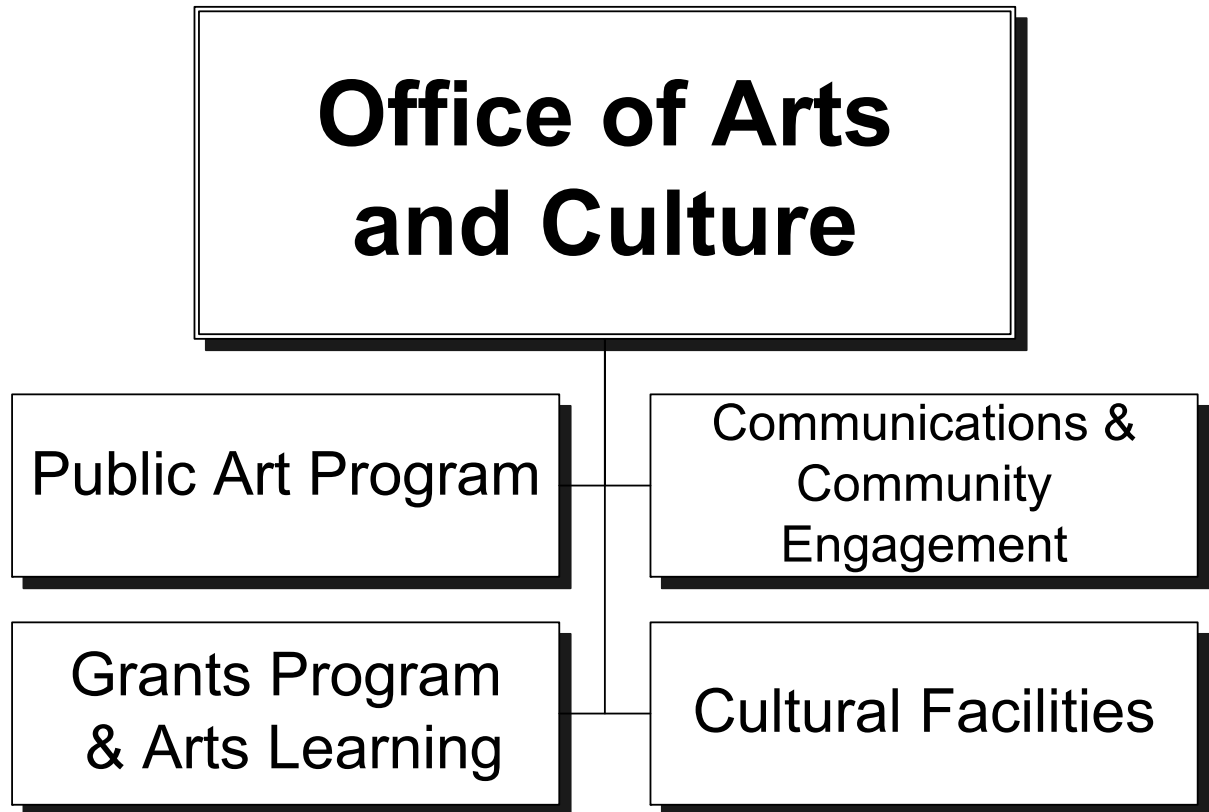 Office of Arts
and Culture
Public Art Program
Communications &
Community
Engagement
Grants Program
& Arts Learning
Cultural Facilities